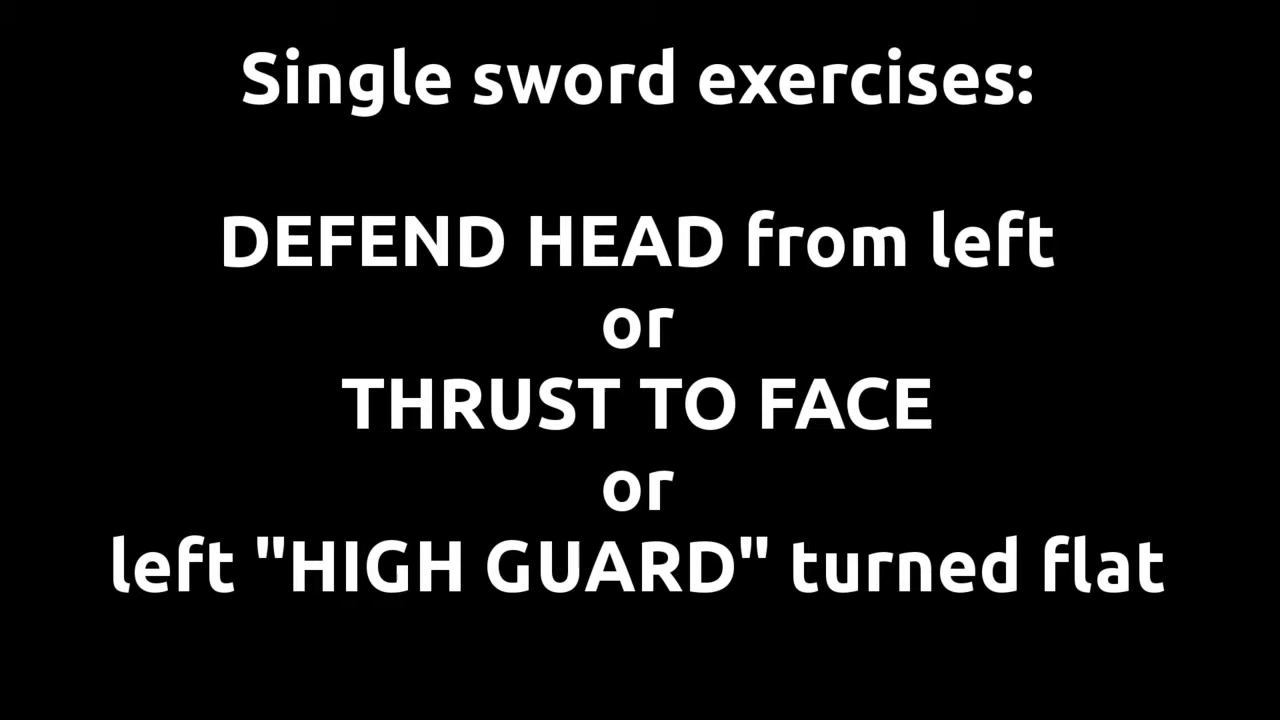 Single sword exercises:
DEFEND HEAD from left
or
THRUST TO FACE
or
left "HIGH GUARD" turned flat